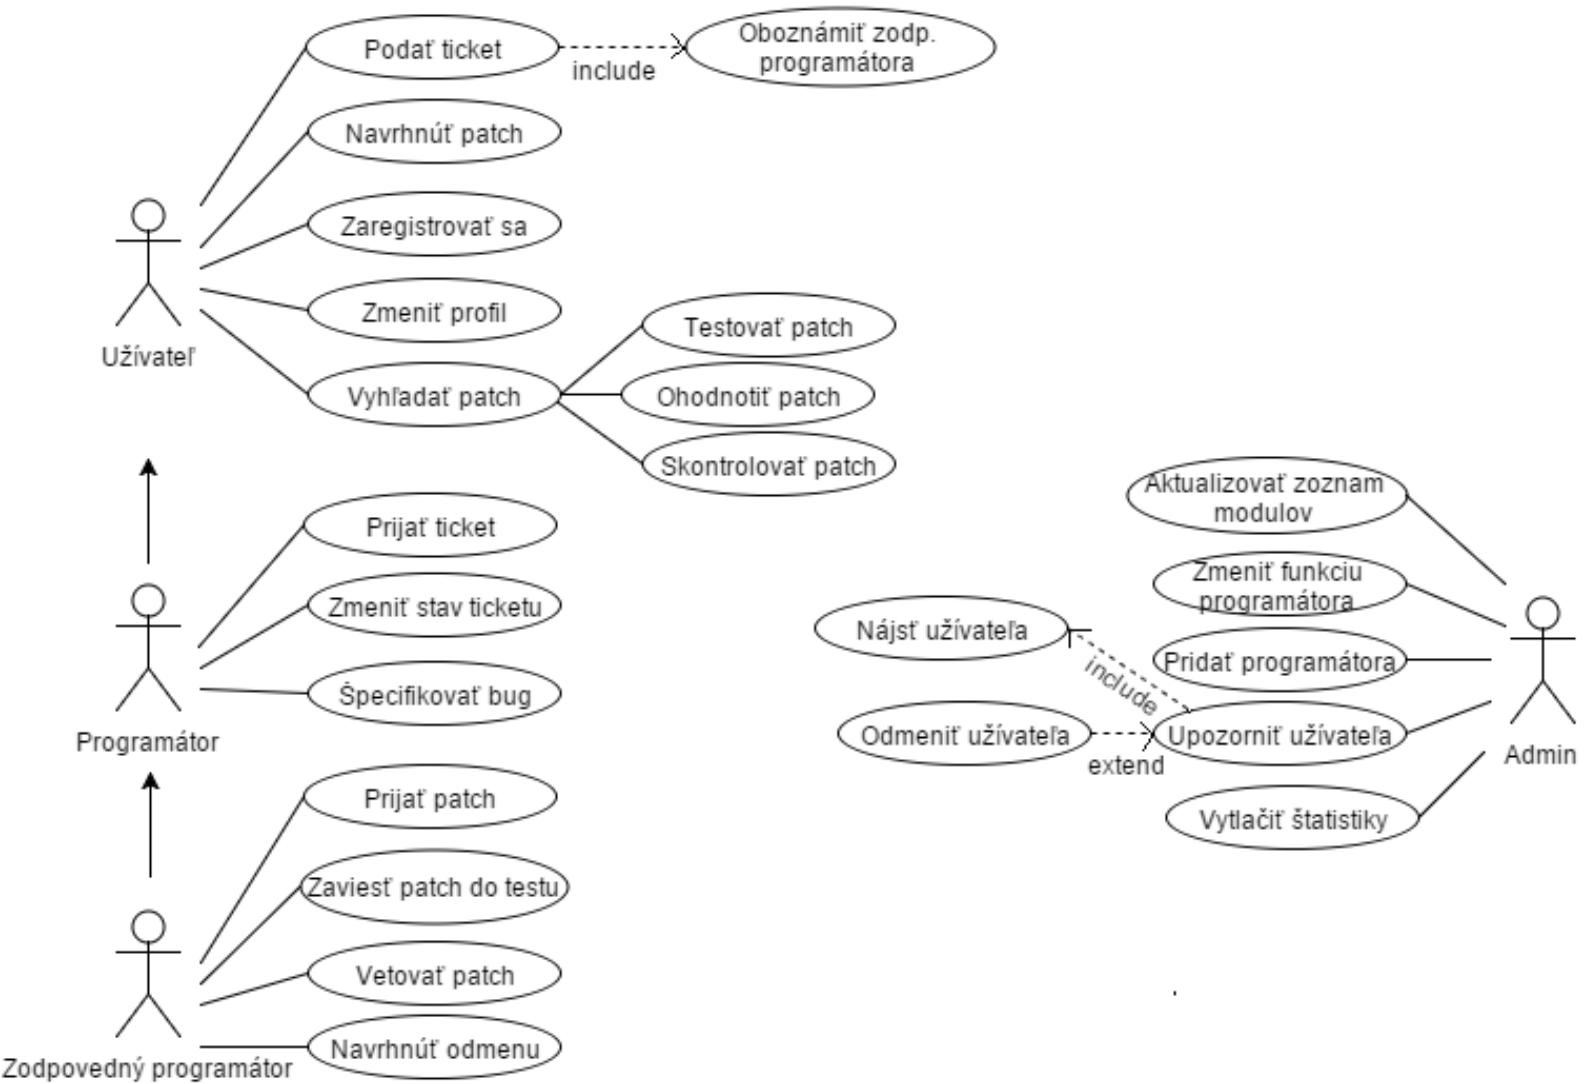 Podať ticket
include
Oboznámiť zodp.
programátora
Navrhnúť patch
Zaregistrovať sa
Zmeniť profil
Užívateľ
Vyhľadať patch
Testovať patch
Ohodnotiť patch
Skontrolovať patch
Prijať ticket
Zmeniť stav ticketu
Špecifikovať bug
Programátor
Aktualizovať zoznam
modulov
Zmeniť funkciu
programátora
Nájsť užívateľa
Pridať programátora
include
Odmeniť užívateľa
extend
Upozorniť užívateľa
Admin
Vytlačiť štatistiky
Prijať patch
Zaviesť patch do testu
Vetovať patch
Navrhnúť odmenu
Zodpovedný programátor